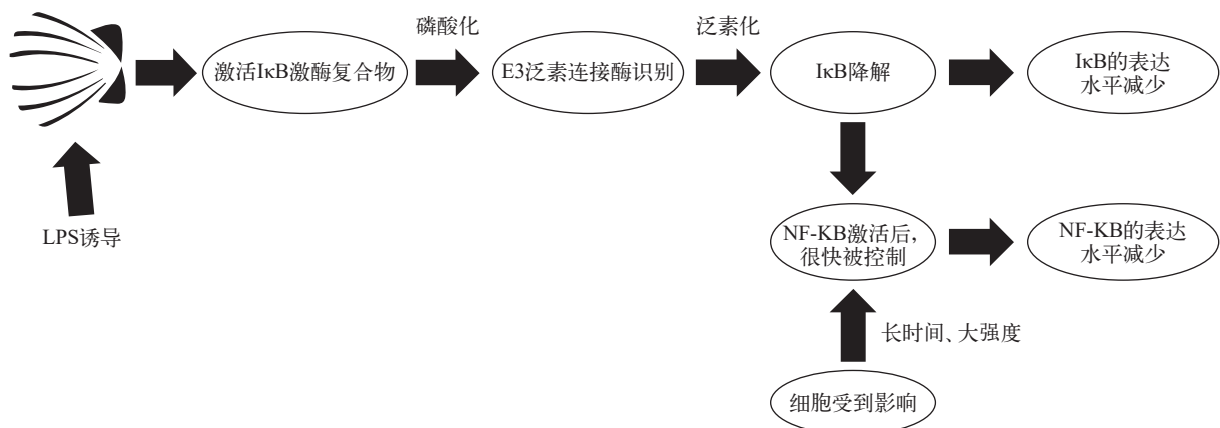 磷酸化
泛素化
激活IκB激酶复合物
E3泛素连接酶识别
IκB降解
IκB的表达
水平减少
LPS诱导
NF-KB激活后,
很快被控制
NF-KB的表达
水平减少
长时间、大强度
细胞受到影响